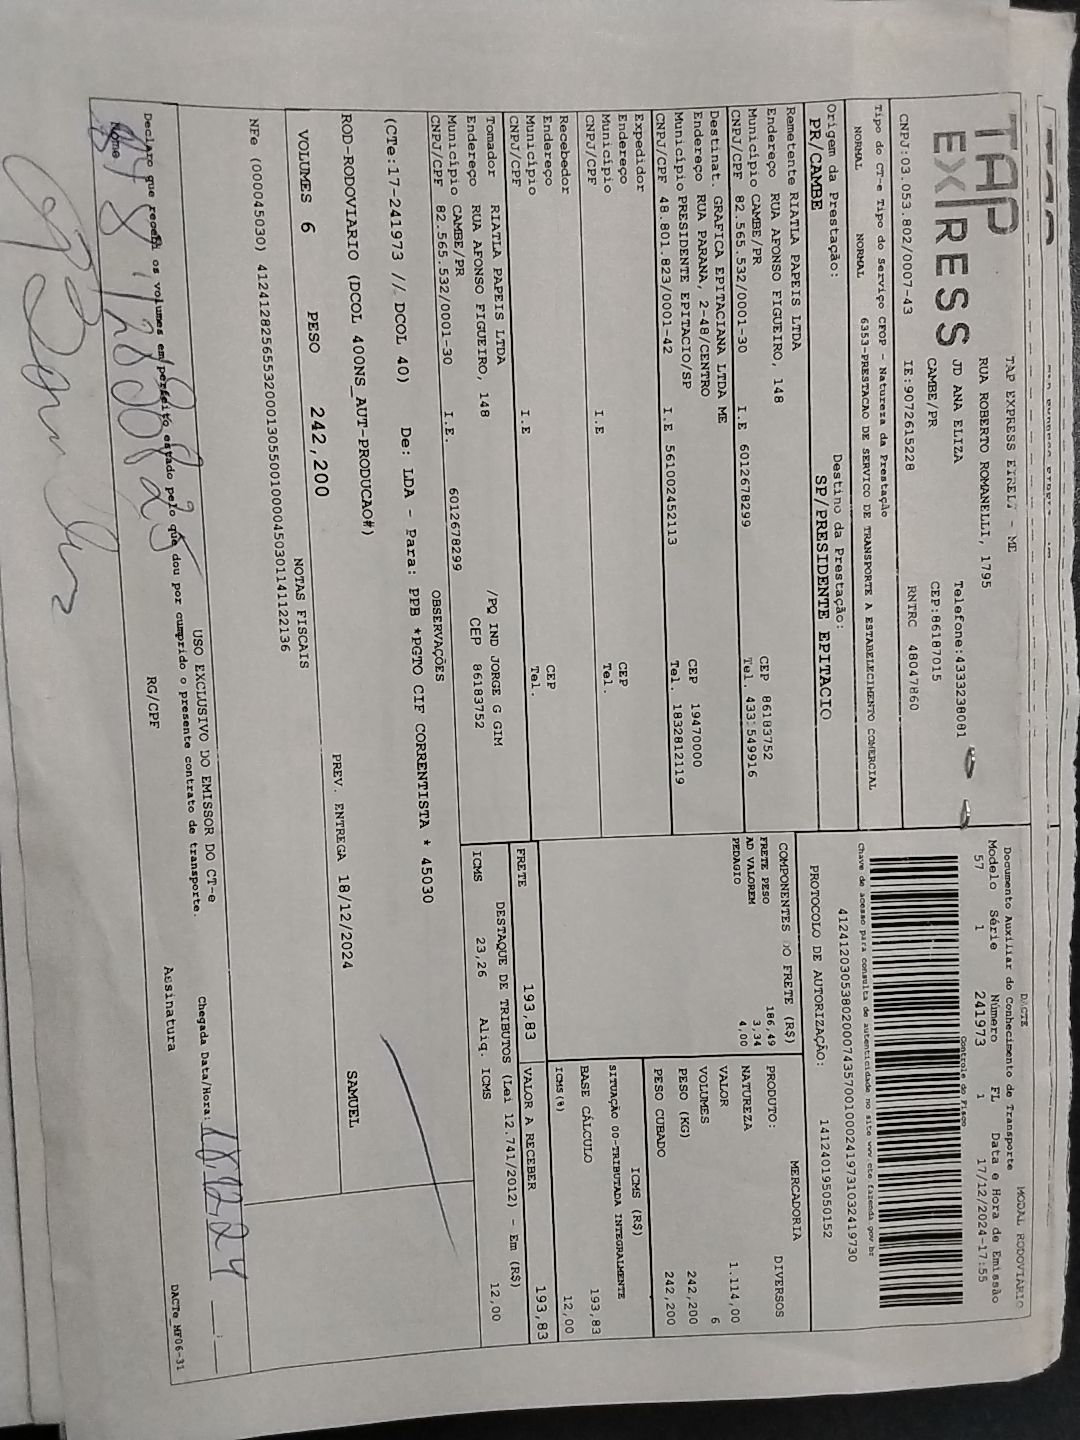 TAP EXPRESS
TAP EXPRESS EIRELI - ME
RUA ROBERTO ROMANELLI, 1795
JD ANA ELIZA Telefone:4333238081
CAMBE/PR CEP:86187015
CNPJ:03.053.802/0007-43 IE:9072615228 RNTRC 48047860
Tipo do CT-e Tipo do Serviço CFOP - Natureza da Prestação
NORMAL NORMAL 6353-PRESTACAO DE SERVICO DE TRANSPORTE A ESTABELECIMENTO COMERCIAL
Origem da Prestação: Destino da Prestação:
PR/CAMBE SP/PRESIDENTE EPITACIO
Remetente RIATLA PAPEIS LTDA
Endereço RUA AFONSO FIGUEIRO, 148 CEP 86183752
Município CAMBE/PR Tel.
CNPJ/CPF 82.565.532/0001-30 I.E 6012678299
Destinat. GRAFICA EPITACIANA LTDA ME
Endereço RUA PARANA, 2-48/CENTRO CEP 19470000
Município PRESIDENTE EPITACIO/SP Tel. 1832812119
CNPJ/CPF 48.801.823/0001-42 I.E 561002452113
Expedidor
Endereço CEP
Município Tel.
CNPJ/CPF I.E
Recebedor
Endereço CEP
Município Tel.
CNPJ/CPF I.E
Tomador RIATLA PAPEIS LTDA
Endereço RUA AFONSO FIGUEIRO, 148 /PQ IND JORGE G GIM
Município CAMBE/PR CEP 86183752
CNPJ/CPF 82.565.532/0001-30 I.E. 6012678299
DACTE MODAL RODOVIARIO
Documento Auxiliar do Conhecimento de Transporte
Modelo Série Número FL Data e Hora de Emissão
57 1 241973 1 17/12/2024-17:55
Controle do Fisco
Chave de acesso para consulta de autenticidade no site www.cte.fazenda.gov.br
41241203053802000743570010002419731032419730
PROTOCOLO DE AUTORIZAÇÃO: 141240195050152
COMPONENTES DO FRETE (R$)
FRETE PESO 186,49
AD VALOREM 3,34
PEDAGIO 4,00
PRODUTO: MERCADORIA
NATUREZA DIVERSOS
VALOR 1.114,00
VOLUMES 6
PESO (KG) 242,200
PESO CUBADO 242,200
ICMS (R$)
SITUAÇÃO 00-TRIBUTADA INTEGRALMENTE
BASE CÁLCULO 193,83
ICMS(%) 12,00
FRETE 193,83 VALOR A RECEBER 193,83
DESTAQUE DE TRIBUTOS (Lei 12.741/2012) - Em (R$)
ICMS 23,26 Aliq. ICMS 12,00
OBSERVAÇÕES
(CTe:17-241973 // DCOL 40) De: LDA - Para: PPB *PGTO CIF CORRENTISTA * 45030
ROD-RODOVIARIO (DCOL 400NS_AUT-PRODUCAO#)
PREV. ENTREGA 18/12/2024 SAMUEL
VOLUMES 6 PESO 242,200
NOTAS FISCAIS
NFe (000045030) 41241282565532000130550010000450301141122136
USO EXCLUSIVO DO EMISSOR DO CT-e
Declaro que recebi os volumes em perfeito estado pelo que dou por cumprido o presente contrato de transporte.
Chegada Data/Hora: 18.12.24
Nome RG/CPF Assinatura
DACTe_MF06-31